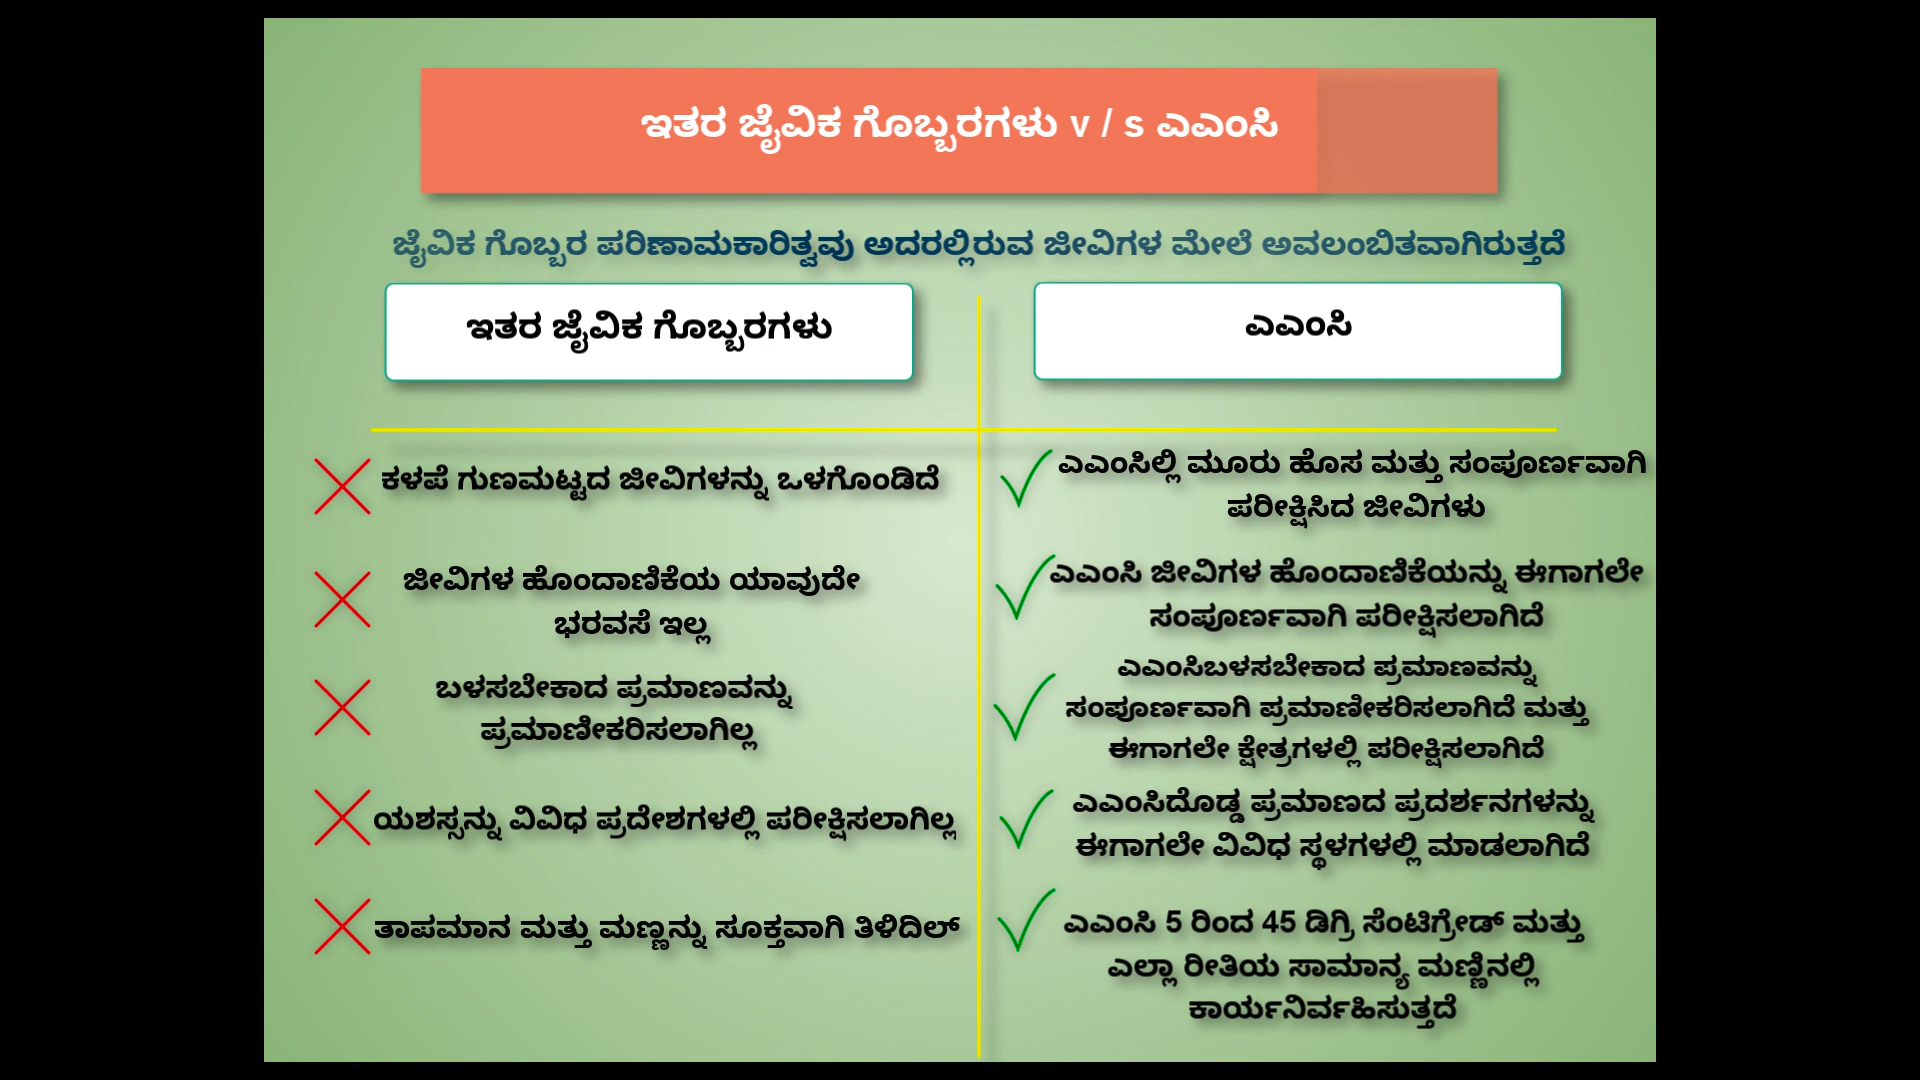 ಇತರ ಜೈವಿಕ ಗೊಬ್ಬರಗಳು v / s ಎಎಂಸಿ
ಜೈವಿಕ ಗೊಬ್ಬರ ಪರಿಣಾಮಕಾರಿತ್ವವು ಅದರಲ್ಲಿರುವ ಜೀವಿಗಳ ಮೇಲೆ ಅವಲಂಬಿತವಾಗಿರುತ್ತದೆ
ಇತರ ಜೈವಿಕ ಗೊಬ್ಬರಗಳು
ಕಳಪೆ ಗುಣಮಟ್ಟದ ಜೀವಿಗಳನ್ನು ಒಳಗೊಂಡಿದೆ
ಜೀವಿಗಳ ಹೊಂದಾಣಿಕೆಯ ಯಾವುದೇ
ಭರವಸೆ ಇಲ್ಲ
ಬಳಸಬೇಕಾದ ಪ್ರಮಾಣವನ್ನು
ಪ್ರಮಾಣೀಕರಿಸಲಾಗಿಲ್ಲ
ಯಶಸ್ಸನ್ನು ವಿವಿಧ ಪ್ರದೇಶಗಳಲ್ಲಿ ಪರೀಕ್ಷಿಸಲಾಗಿಲ್ಲ
ತಾಪಮಾನ ಮತ್ತು ಮಣ್ಣನ್ನು ಸೂಕ್ತವಾಗಿ ತಿಳಿದಿಲ್
ಎಎಂಸಿ
ಎಎಂಸಿಲ್ಲಿ ಮೂರು ಹೊಸ ಮತ್ತು ಸಂಪೂರ್ಣವಾಗಿ
ಪರೀಕ್ಷಿಸಿದ ಜೀವಿಗಳು
ಎಎಂಸಿ ಜೀವಿಗಳ ಹೊಂದಾಣಿಕೆಯನ್ನು ಈಗಾಗಲೇ
ಸಂಪೂರ್ಣವಾಗಿ ಪರೀಕ್ಷಿಸಲಾಗಿದೆ
ಎಎಂಸಿಬಳಸಬೇಕಾದ ಪ್ರಮಾಣವನ್ನು
ಸಂಪೂರ್ಣವಾಗಿ ಪ್ರಮಾಣೀಕರಿಸಲಾಗಿದೆ ಮತ್ತು
ಈಗಾಗಲೇ ಕ್ಷೇತ್ರಗಳಲ್ಲಿ ಪರೀಕ್ಷಿಸಲಾಗಿದೆ
ಎಎಂಸಿದೊಡ್ಡ ಪ್ರಮಾಣದ ಪ್ರದರ್ಶನಗಳನ್ನು
ಈಗಾಗಲೇ ವಿವಿಧ ಸ್ಥಳಗಳಲ್ಲಿ ಮಾಡಲಾಗಿದೆ
ಎಎಂಸಿ 5 ರಿಂದ 45 ಡಿಗ್ರಿ ಸೆಂಟಿಗ್ರೇಡ್ ಮತ್ತು
ಎಲ್ಲಾ ರೀತಿಯ ಸಾಮಾನ್ಯ ಮಣ್ಣಿನಲ್ಲಿ
ಕಾರ್ಯನಿರ್ವಹಿಸುತ್ತದೆ